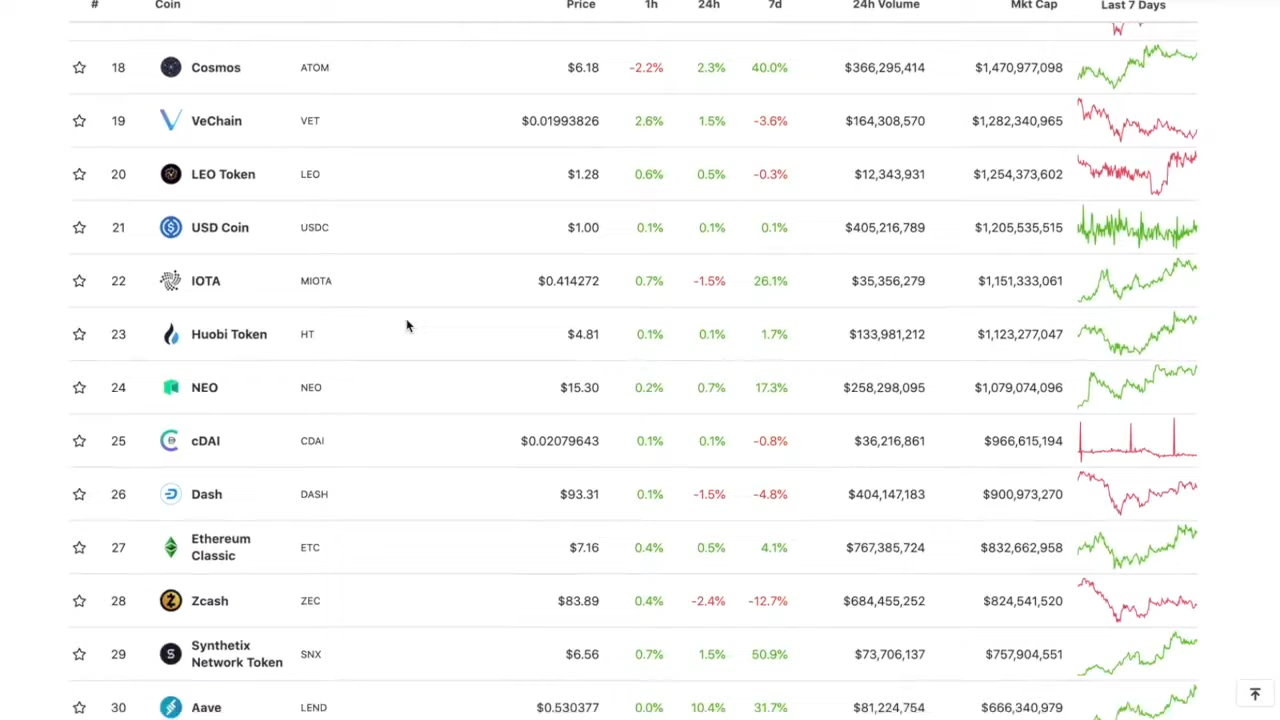 # Coin Price 1h 24h 7d 24h Volume Mkt Cap Last 7 Days
18 Cosmos ATOM $6.18 -2.2% 2.3% 40.0% $366,295,414 $1,470,977,098
19 VeChain VET $0.01993826 2.6% 1.5% -3.6% $164,308,570 $1,282,340,965
20 LEO Token LEO $1.28 0.6% 0.5% -0.3% $12,343,931 $1,254,373,602
21 USD Coin USDC $1.00 0.1% 0.1% 0.1% $405,216,789 $1,205,535,515
22 IOTA MIOTA $0.414272 0.7% -1.5% 26.1% $35,356,279 $1,151,333,061
23 Huobi Token HT $4.81 0.1% 0.1% 1.7% $133,981,212 $1,123,277,047
24 NEO NEO $15.30 0.2% 0.7% 17.3% $258,298,095 $1,079,074,096
25 cDAI CDAI $0.02079643 0.1% 0.1% -0.8% $36,216,861 $966,615,194
26 Dash DASH $93.31 0.1% -1.5% -4.8% $404,147,183 $900,973,270
27 Ethereum Classic ETC $7.16 0.4% 0.5% 4.1% $767,385,724 $832,662,958
28 Zcash ZEC $83.89 0.4% -2.4% -12.7% $684,455,252 $824,541,520
29 Synthetix Network Token SNX $6.56 0.7% 1.5% 50.9% $73,706,137 $757,904,551
30 Aave LEND $0.530377 0.0% 10.4% 31.7% $81,224,754 $666,340,979